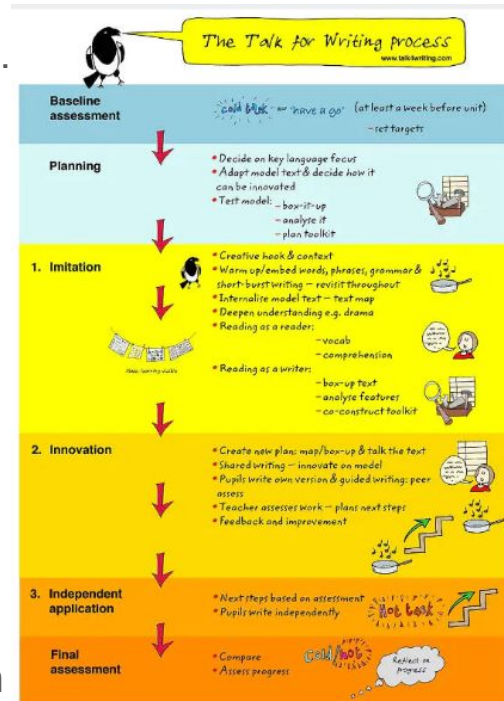 The Talk for Writing process
www.talk4writing.com
Baseline
assessment
cold task – or 'have a go' (at least a week before unit)
– set targets
Planning
• Decide on key language focus
• Adapt model text & decide how it
can be innovated
• Test model:
– box-it-up
– analyse it
– plan toolkit
1. Imitation
• Creative hook & context
• Warm up/embed words, phrases, grammar &
short-burst writing – revisit throughout
• Internalise model text – text map
• Deepen understanding e.g. drama
• Reading as a reader:
– vocab
– comprehension
• Reading as a writer:
– box-up text
– analyse features
– co-construct toolkit
2. Innovation
• Create new plan: map/box-up & talk the text
• Shared writing – innovate on model
• Pupils write own version & guided writing: peer
assess
• Teacher assesses work – plans next steps
• Feedback and improvement
3. Independent
application
• Next steps based on assessment
• Pupils write independently
Hot task
Final
assessment
• Compare
• Assess progress
Cold/hot
Reflect on
progress